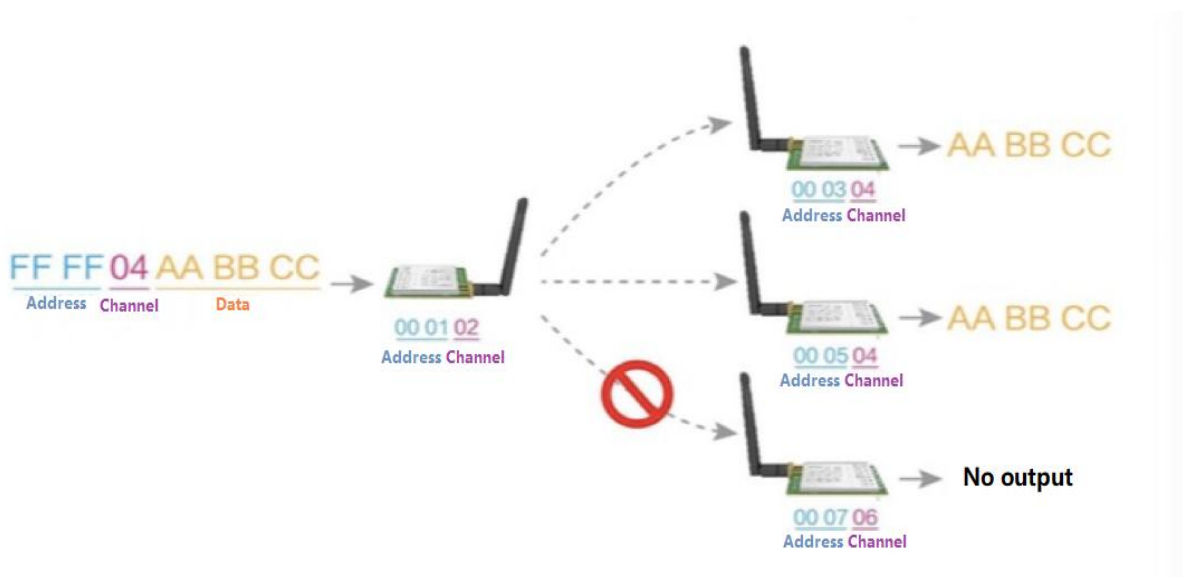 FF FF 04 AA BB CC
Address Channel Data
00 01 02
Address Channel
00 03 04
Address Channel
AA BB CC
00 05 04
Address Channel
AA BB CC
00 07 06
Address Channel
No output